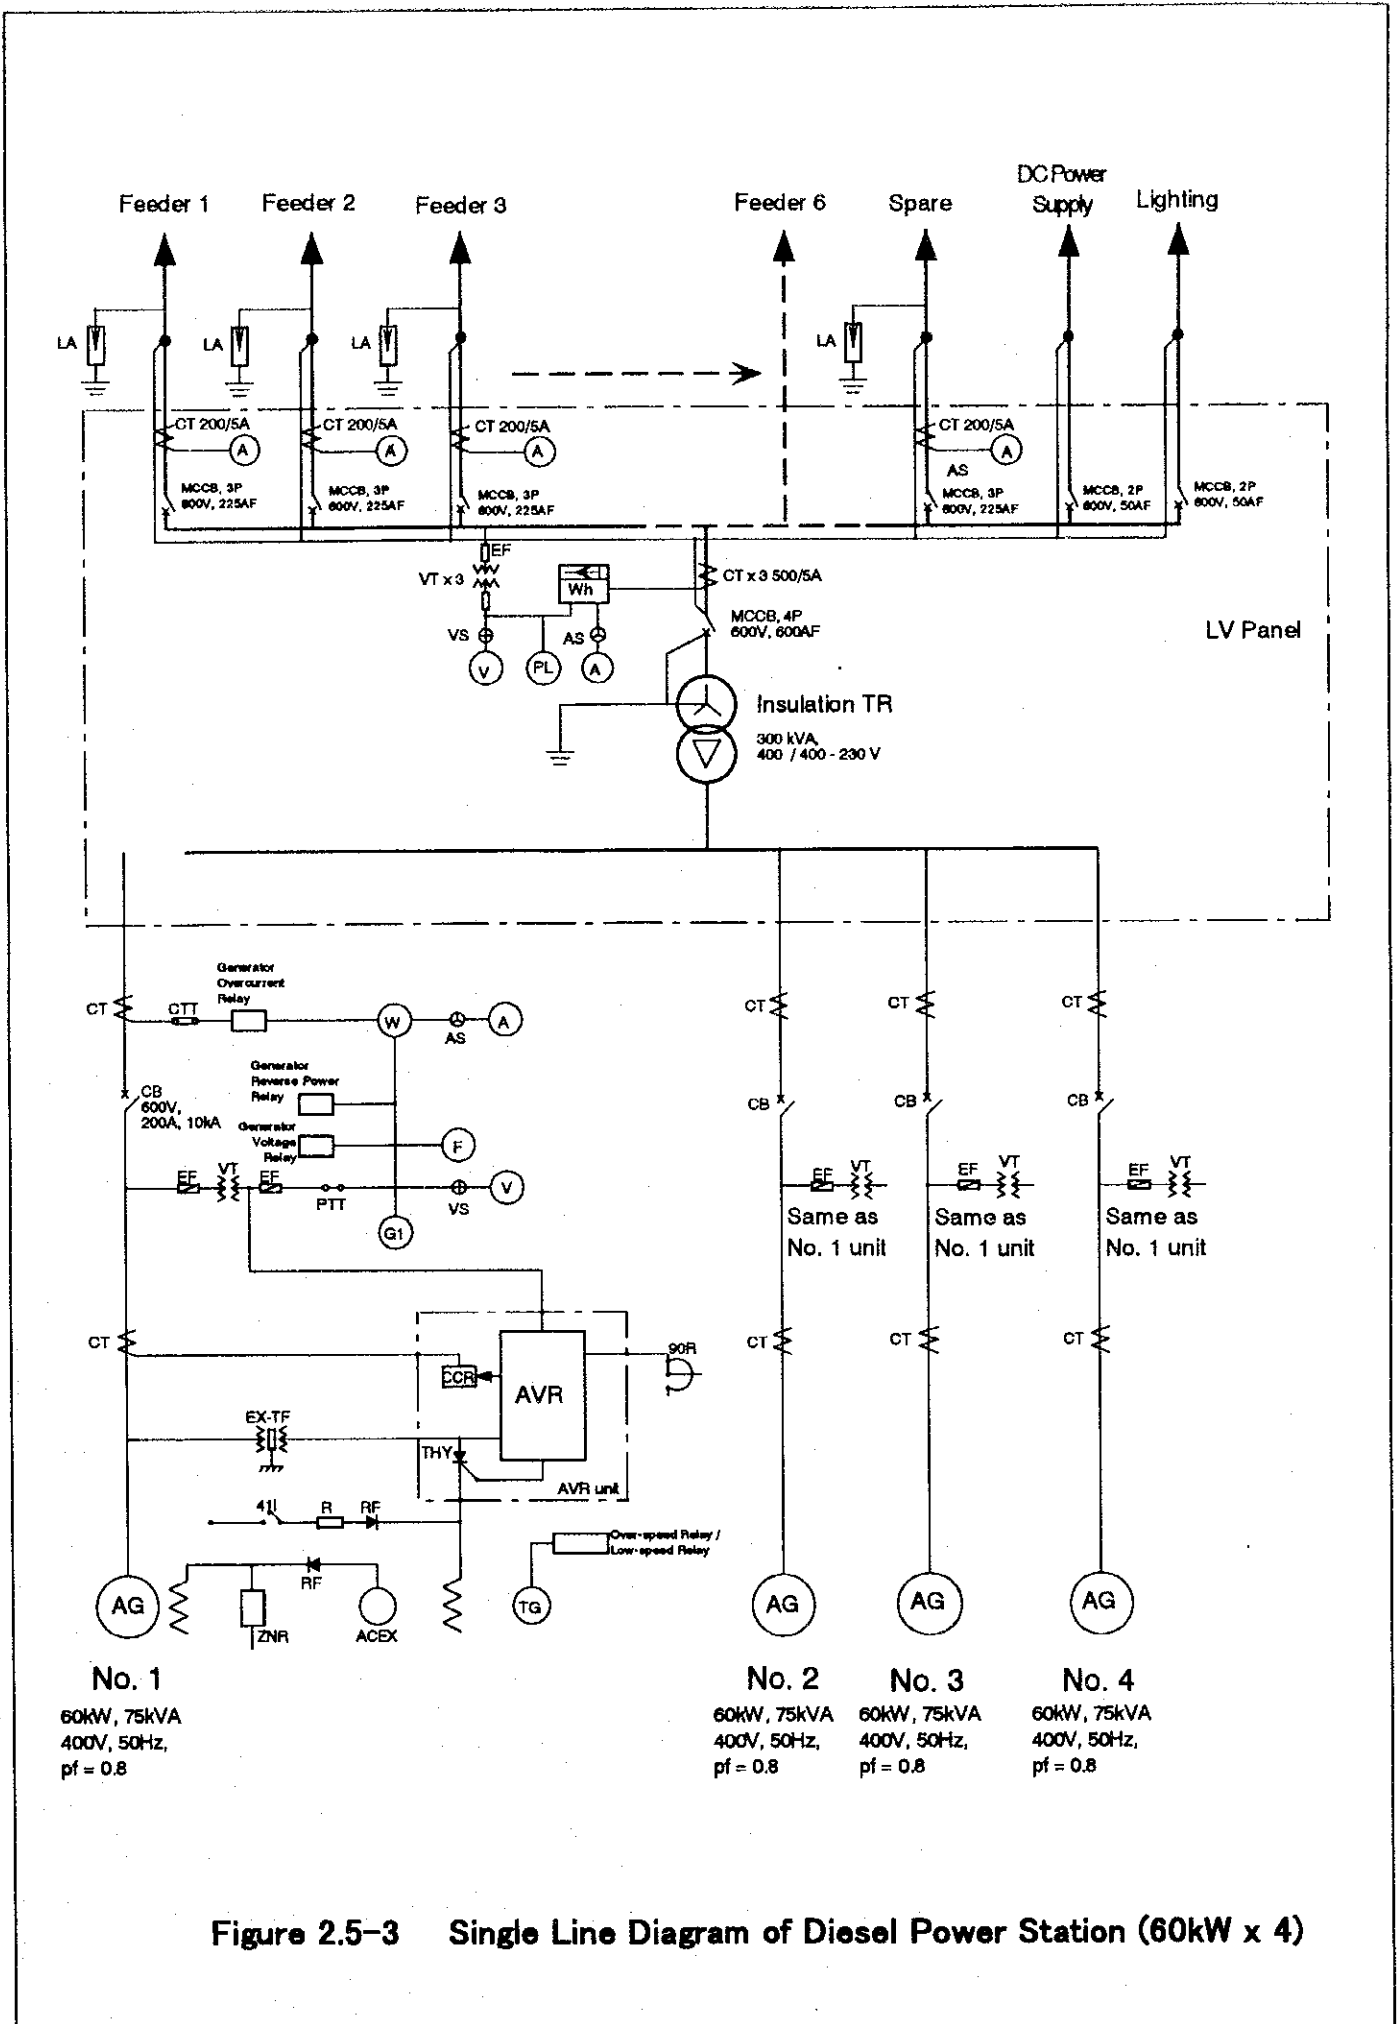 Feeder 1
Feeder 2
Feeder 3
Feeder 6
Spare
DC Power
Supply
Lighting
LA
LA
LA
LA
CT 200/5A
CT 200/5A
CT 200/5A
CT 200/5A
A
A
A
A
AS
MCCB, 3P
600V, 225AF
MCCB, 3P
600V, 225AF
MCCB, 3P
600V, 225AF
MCCB, 3P
600V, 225AF
MCCB, 2P
600V, 50AF
MCCB, 2P
600V, 50AF
EF
VT x 3
Wh
CT x 3 500/5A
MCCB, 4P
600V, 600AF
VS
AS
V
PL
A
LV Panel
Insulation TR
300 kVA,
400 / 400 - 230 V
Generator
Overcurrent
Relay
CT
CTT
W
AS
A
CT
CT
CT
Generator
Reverse Power
Relay
CB
600V,
200A, 10kA
Generator
Voltage
Relay
F
CB
CB
CB
EF
VT
EF
PTT
VS
V
G1
EF
VT
EF
VT
EF
VT
Same as
No. 1 unit
Same as
No. 1 unit
Same as
No. 1 unit
CT
CCR
AVR
90R
CT
CT
CT
EX-TF
THY
AVR unit
41I
R
RF
Over-speed Relay /
Low-speed Relay
RF
AG
ZNR
ACEX
TG
AG
AG
AG
No. 1
60kW, 75kVA
400V, 50Hz,
pf = 0.8
No. 2
60kW, 75kVA
400V, 50Hz,
pf = 0.8
No. 3
60kW, 75kVA
400V, 50Hz,
pf = 0.8
No. 4
60kW, 75kVA
400V, 50Hz,
pf = 0.8
Figure 2.5-3 Single Line Diagram of Diesel Power Station (60kW x 4)